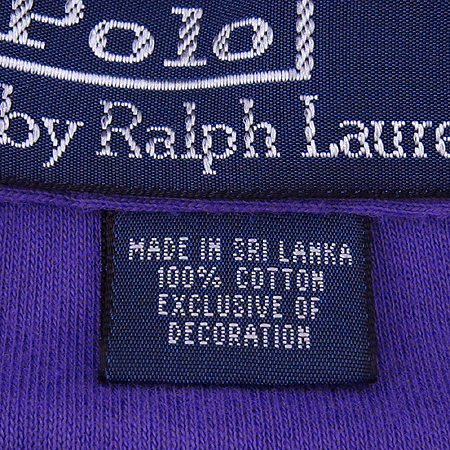 Polo
by Ralph Laure
MADE IN SRI LANKA
100% COTTON
EXCLUSIVE OF
DECORATION